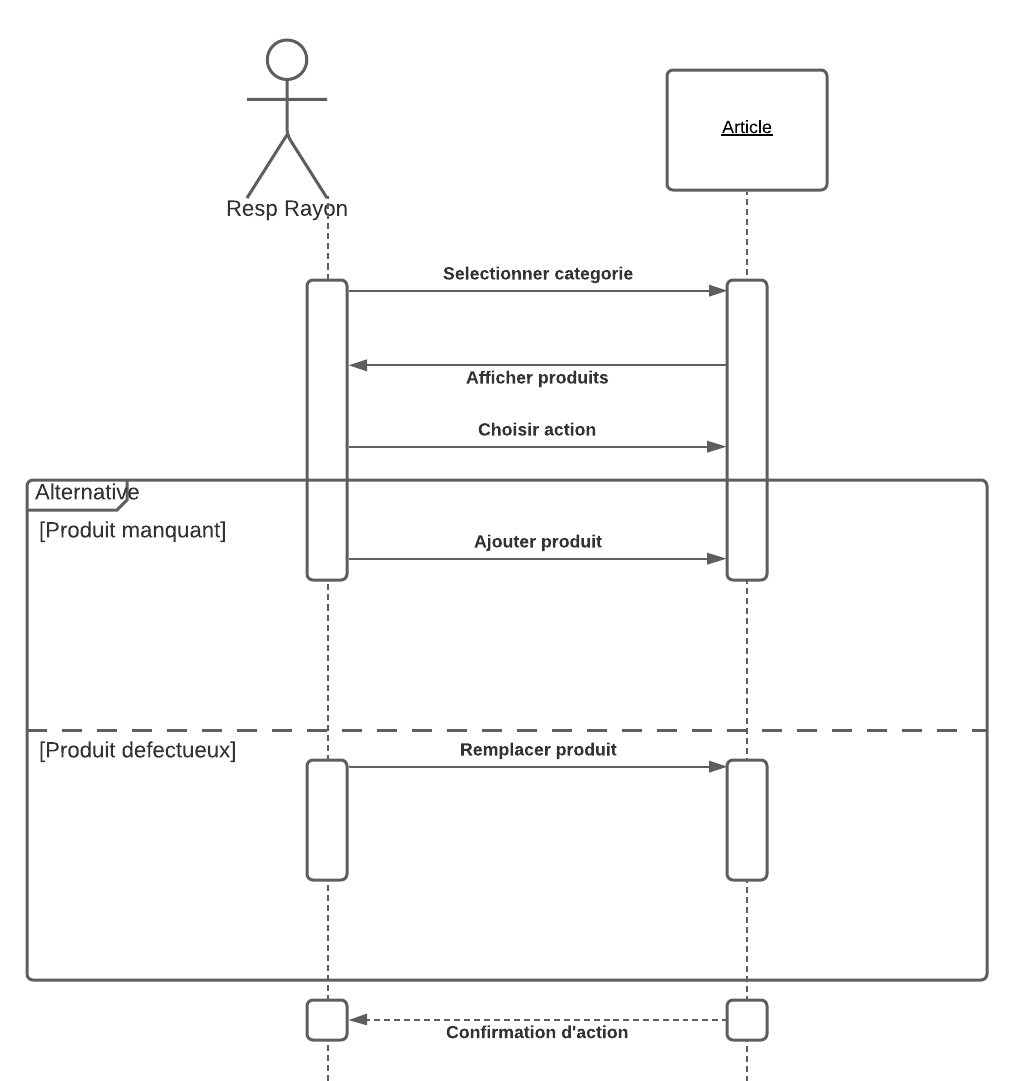 Article
Resp Rayon
Selectionner categorie
Afficher produits
Choisir action
Alternative
[Produit manquant]
Ajouter produit
[Produit defectueux]
Remplacer produit
Confirmation d'action